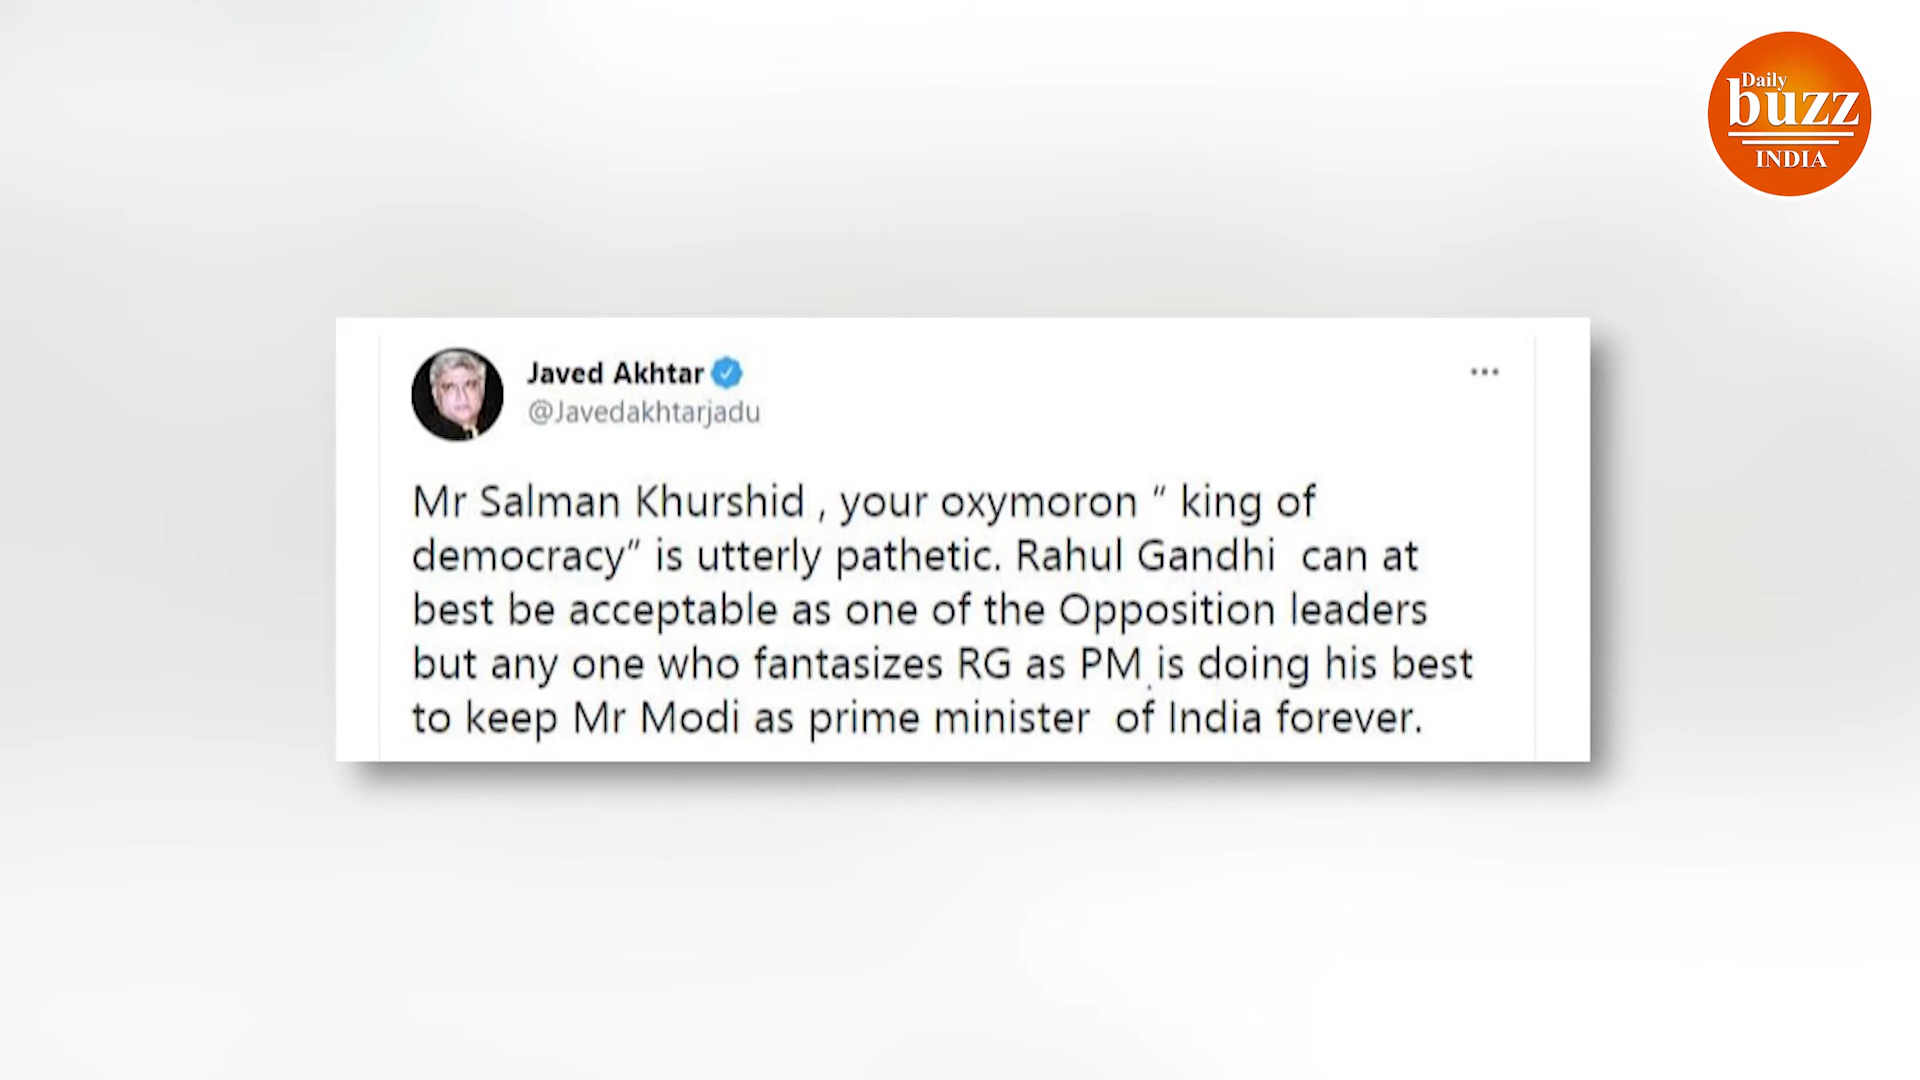 Daily
buzz
INDIA
Javed Akhtar
@Javedakhtarjadu
Mr Salman Khurshid , your oxymoron “ king of
democracy” is utterly pathetic. Rahul Gandhi  can at
best be acceptable as one of the Opposition leaders
but any one who fantasizes RG as PM is doing his best
to keep Mr Modi as prime minister  of India forever.